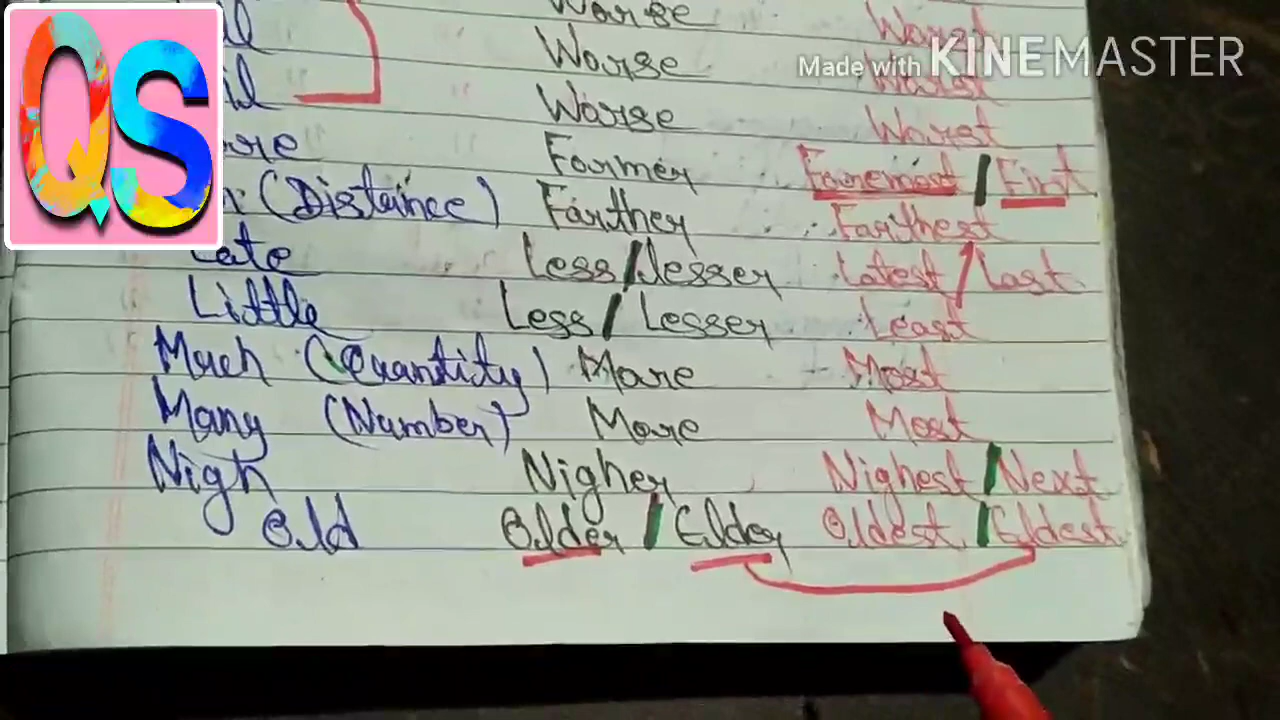 Worse Worst
QS
Made with KINEMASTER
Worse Worst
Worse Worst
Former Foremost / First
(Distance) Farther Farthest
Late Less / lesser Latest / Last
Little Less / Lesser Least
Much (Quantity) More Most
Many (Number) More Most
Nigh Nigher Nighest / Next
Old Older / Elder Oldest / Eldest